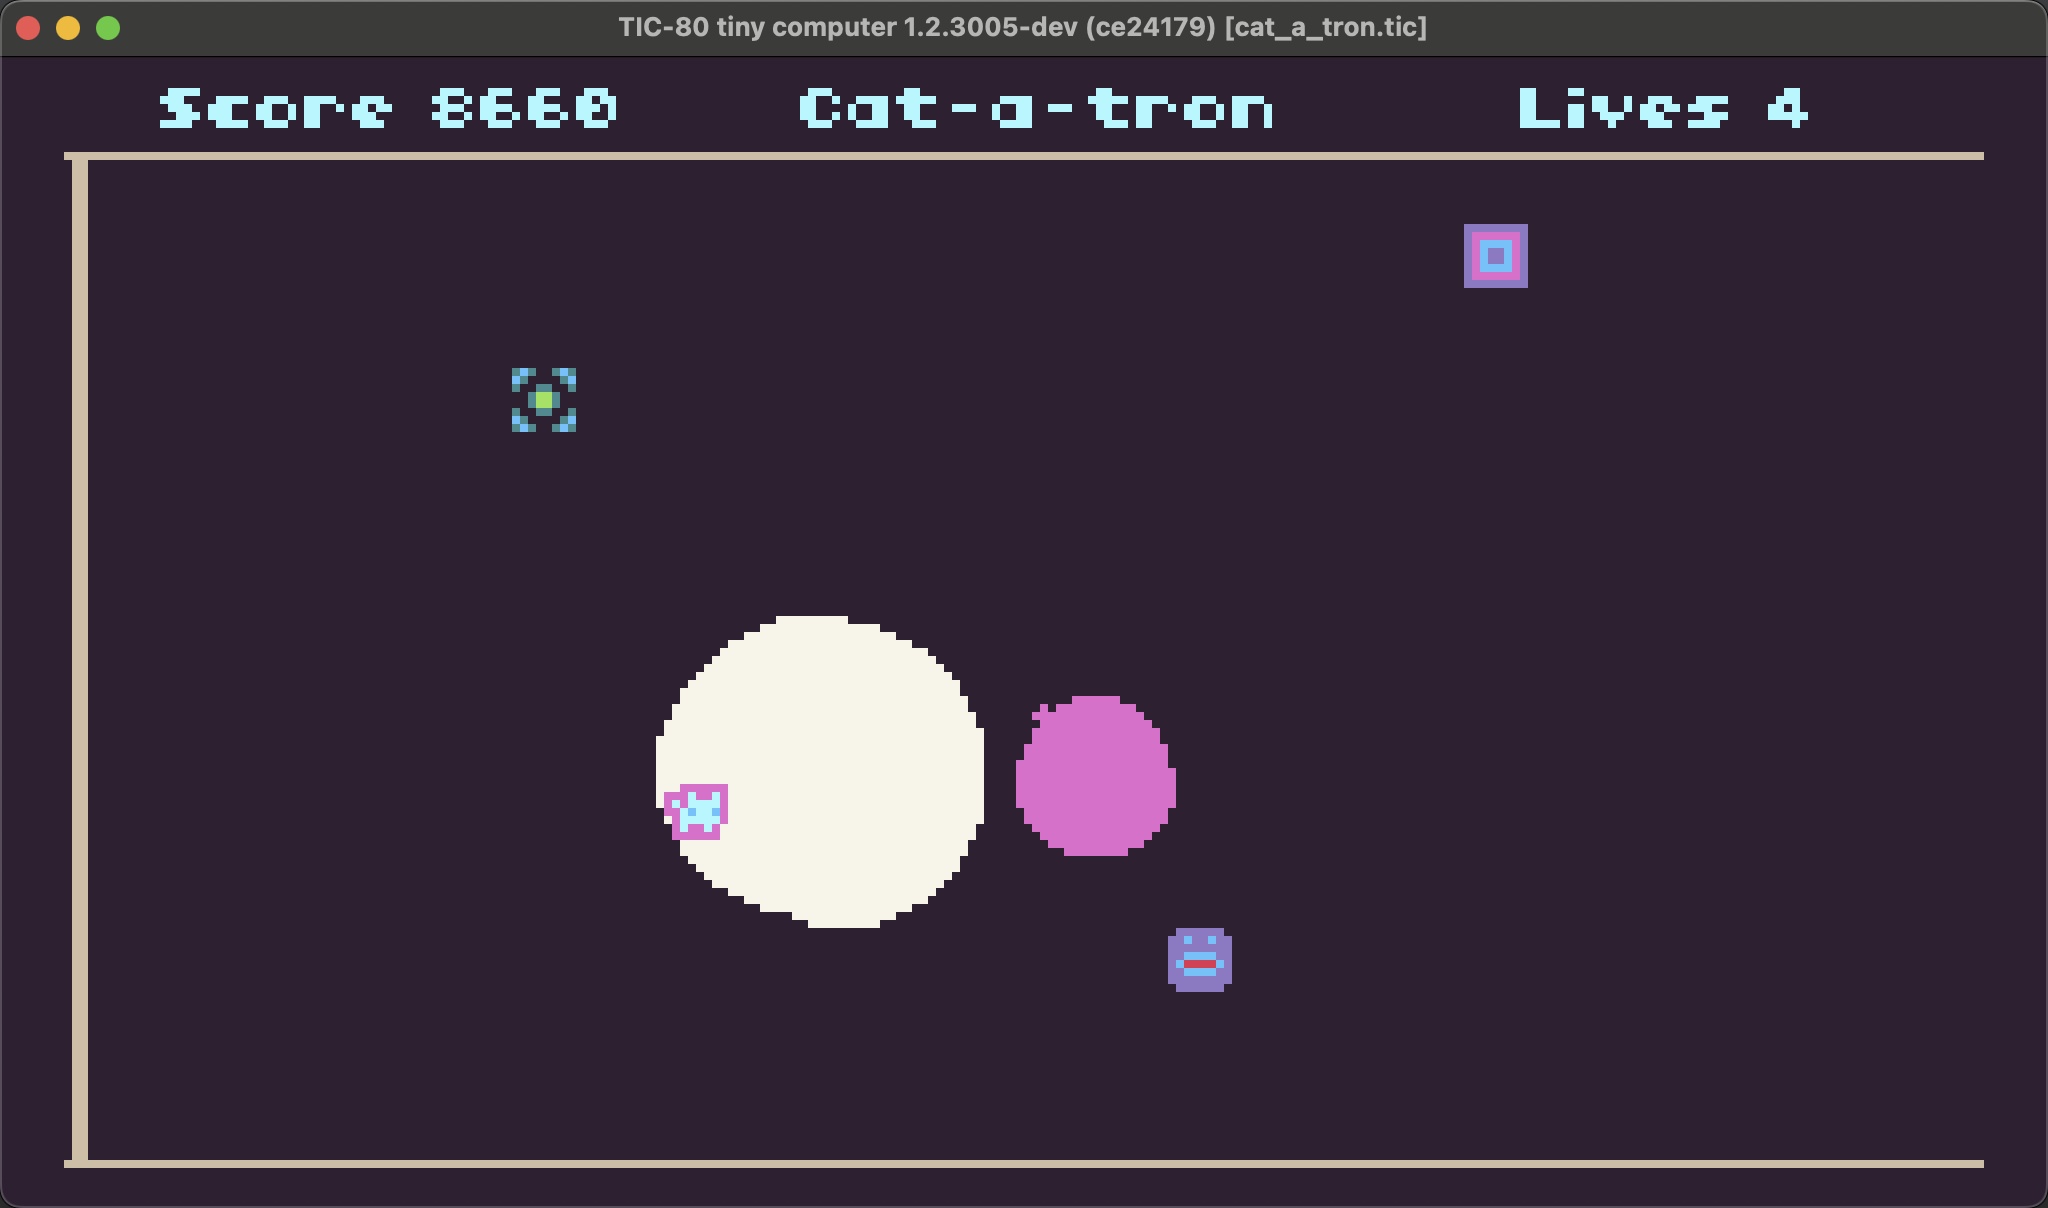 TIC-80 tiny computer 1.2.3005-dev (ce24179) [cat_a_tron.tic]
Score 8660 Cat-a-tron Lives 4